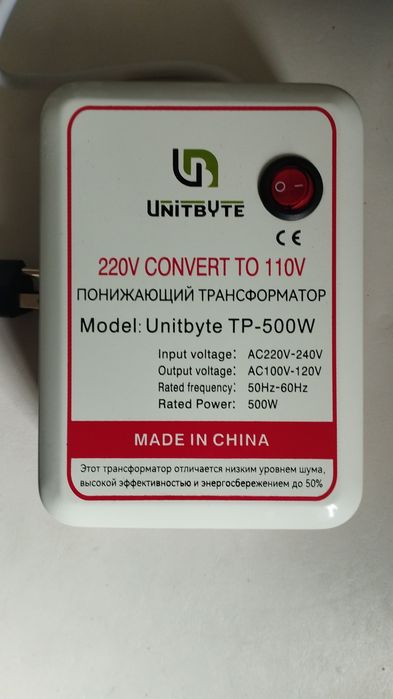 UNITBYTE
CE
220V CONVERT TO 110V
ПОНИЖАЮЩИЙ ТРАНСФОРМАТОР
Model: Unitbyte TP-500W
Input voltage: AC220V-240V
Output voltage: AC100V-120V
Rated frequency: 50Hz-60Hz
Rated Power: 500W
MADE IN CHINA
Этот трансформатор отличается низким уровнем шума,
высокой эффективностью и энергосбережением до 50%